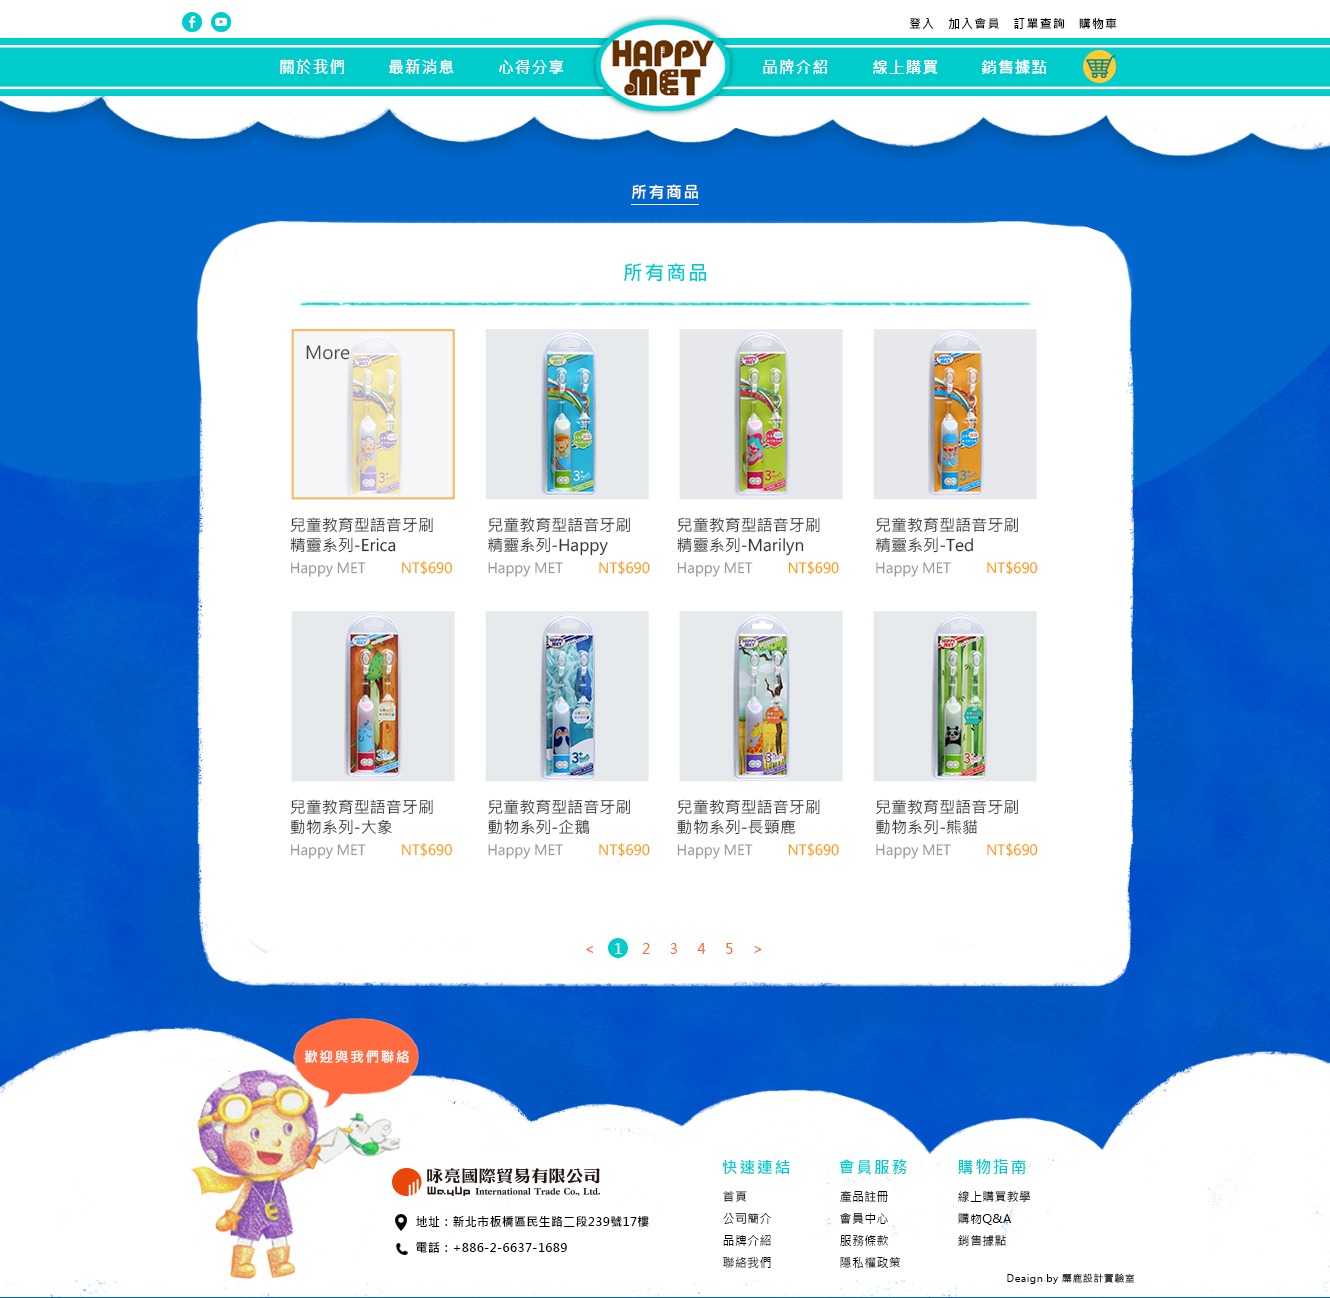 登入 加入會員 訂單查詢 購物車
關於我們 最新消息 心得分享 HAPPY MET 品牌介紹 線上購買 銷售據點
所有商品
所有商品
More
兒童教育型語音牙刷
精靈系列-Erica
Happy MET NT$690
兒童教育型語音牙刷
精靈系列-Happy
Happy MET NT$690
兒童教育型語音牙刷
精靈系列-Marilyn
Happy MET NT$690
兒童教育型語音牙刷
精靈系列-Ted
Happy MET NT$690
兒童教育型語音牙刷
動物系列-大象
Happy MET NT$690
兒童教育型語音牙刷
動物系列-企鵝
Happy MET NT$690
兒童教育型語音牙刷
動物系列-長頸鹿
Happy MET NT$690
兒童教育型語音牙刷
動物系列-熊貓
Happy MET NT$690
< 1 2 3 4 5 >
歡迎與我們聯絡
咏亮國際貿易有限公司
WayUp International Trade Co., Ltd.
地址：新北市板橋區民生路二段239號17樓
電話：+886-2-6637-1689
快速連結
首頁
公司簡介
品牌介紹
聯絡我們
會員服務
產品註冊
會員中心
服務條款
隱私權政策
購物指南
線上購買教學
購物Q&A
銷售據點
Deaign by 麋鹿設計實驗室